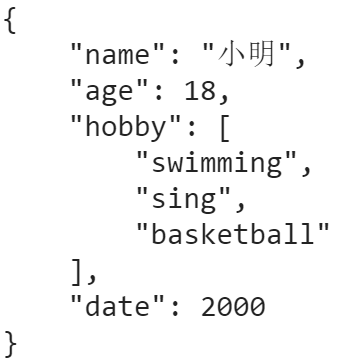 {
    "name": "小明",
    "age": 18,
    "hobby": [
        "swimming",
        "sing",
        "basketball"
    ],
    "date": 2000
}